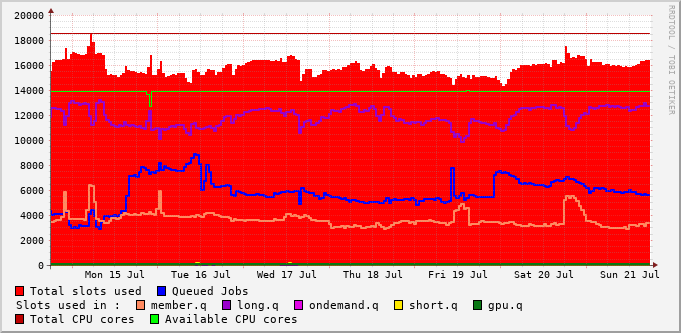 RRDTOOL / TOBI OETIKER
20000
18000
16000
14000
12000
10000
8000
6000
4000
2000
0
Mon 15 Jul Tue 16 Jul Wed 17 Jul Thu 18 Jul Fri 19 Jul Sat 20 Jul Sun 21 Jul
Total slots used Queued Jobs
Slots used in : member.q long.q ondemand.q short.q gpu.q
Total CPU cores Available CPU cores